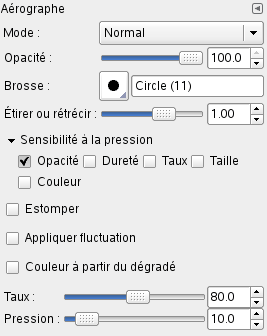 Aérographe
Mode : Normal
Opacité : 100.0
Brosse : Circle (11)
Étirer ou rétrécir : 1.00
Sensibilité à la pression
Opacité Dureté Taux Taille
Couleur
Estomper
Appliquer fluctuation
Couleur à partir du dégradé
Taux : 80.0
Pression : 10.0